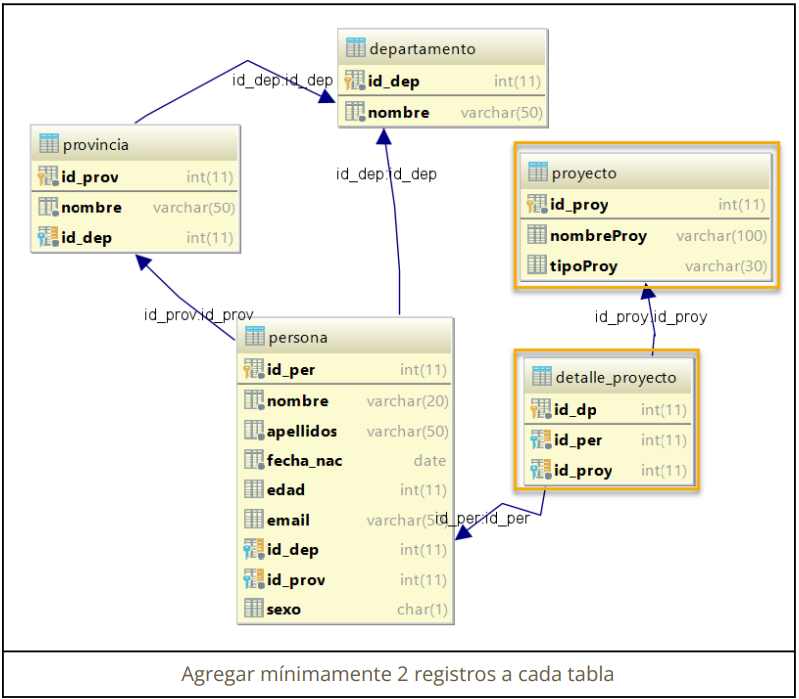 departamento
id_dep int(11)
nombre varchar(50)
id_dep:id_dep
provincia
id_prov int(11)
nombre varchar(50)
id_dep int(11)
id_dep:id_dep
proyecto
id_proy int(11)
nombreProy varchar(100)
tipoProy varchar(30)
id_prov:id_prov
id_proy:id_proy
persona
id_per int(11)
nombre varchar(20)
apellidos varchar(50)
fecha_nac date
edad int(11)
email varchar(50)
id_dep int(11)
id_prov int(11)
sexo char(1)
detalle_proyecto
id_dp int(11)
id_per int(11)
id_proy int(11)
id_per:id_per
Agregar mínimamente 2 registros a cada tabla